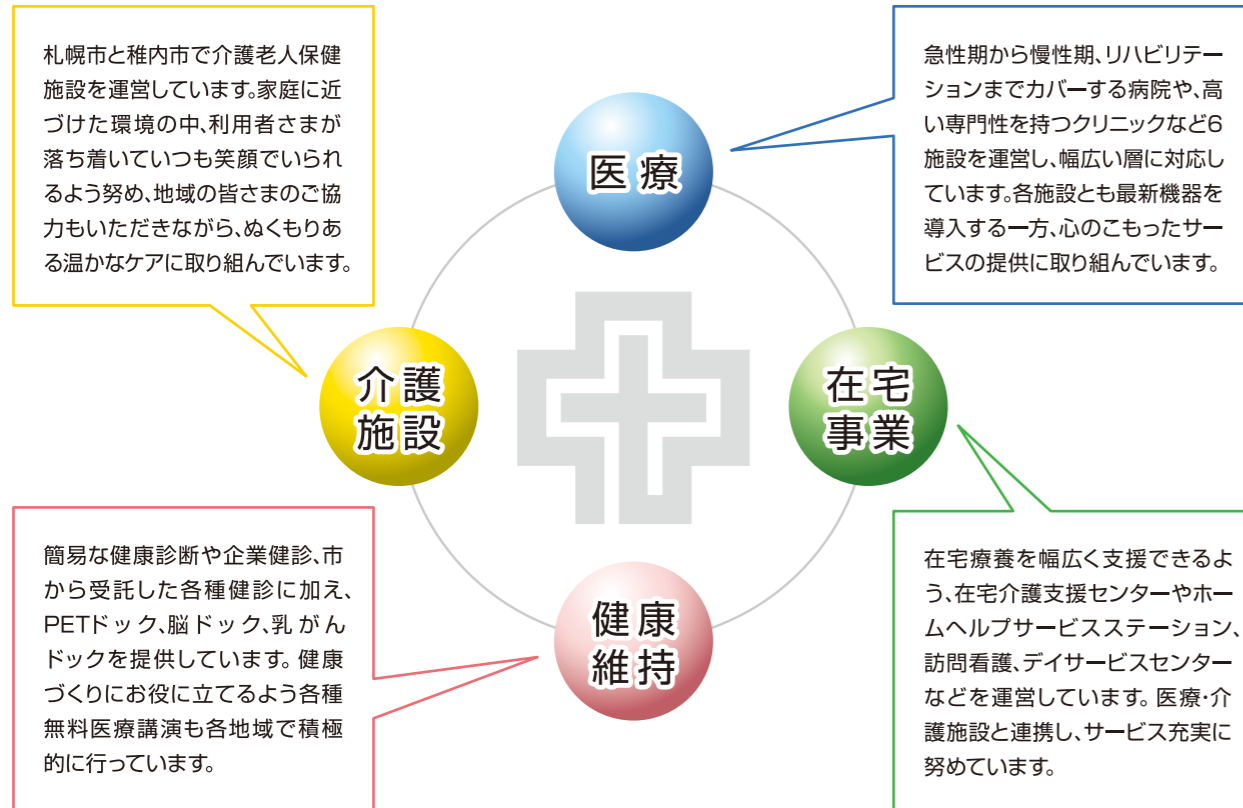 札幌市と稚内市で介護老人保健
施設を運営しています。家庭に近
づけた環境の中、利用者さまが
落ち着いていつも笑顔でいられ
るよう努め、地域の皆さまのご協
力もいただきながら、ぬくもりあ
る温かなケアに取り組んでいます。
医療
急性期から慢性期、リハビリテー
ションまでカバーする病院や、高
い専門性を持つクリニックなど6
施設を運営し、幅広い層に対応し
ています。各施設とも最新機器を
導入する一方、心のこもったサー
ビスの提供に取り組んでいます。
介護
施設
在宅
事業
簡易な健康診断や企業健診、市
から受託した各種健診に加え、
PETドック、脳ドック、乳がん
ドックを提供しています。健康
づくりにお役に立てるよう各種
無料医療講演も各地域で積極
的に行っています。
健康
維持
在宅療養を幅広く支援できるよ
う、在宅介護支援センターやホー
ムヘルプサービスステーション、
訪問看護、デイサービスセンター
などを運営しています。医療・介
護施設と連携し、サービス充実に
努めています。